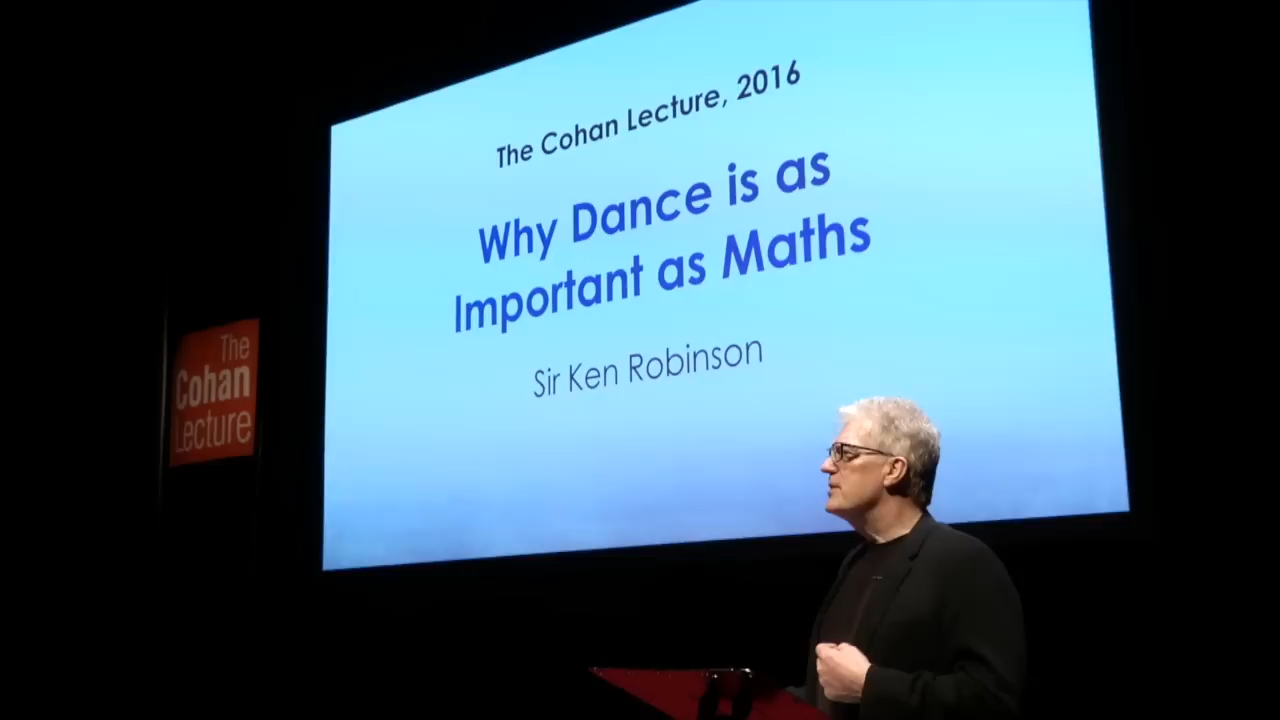 The Cohan Lecture, 2016
Why Dance is as
Important as Maths
Sir Ken Robinson
The
Cohan
Lecture